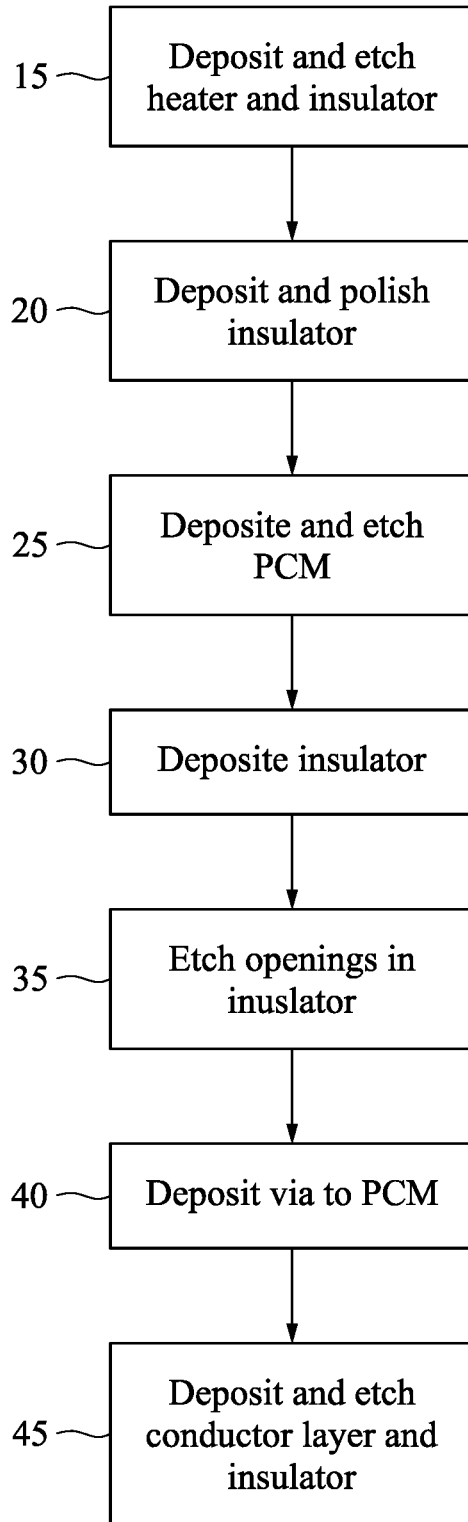 15
Deposit and etch
heater and insulator
20
Deposit and polish
insulator
25
Deposite and etch
PCM
30
Deposite insulator
35
Etch openings in
inuslator
40
Deposit via to PCM
45
Deposit and etch
conductor layer and
insulator